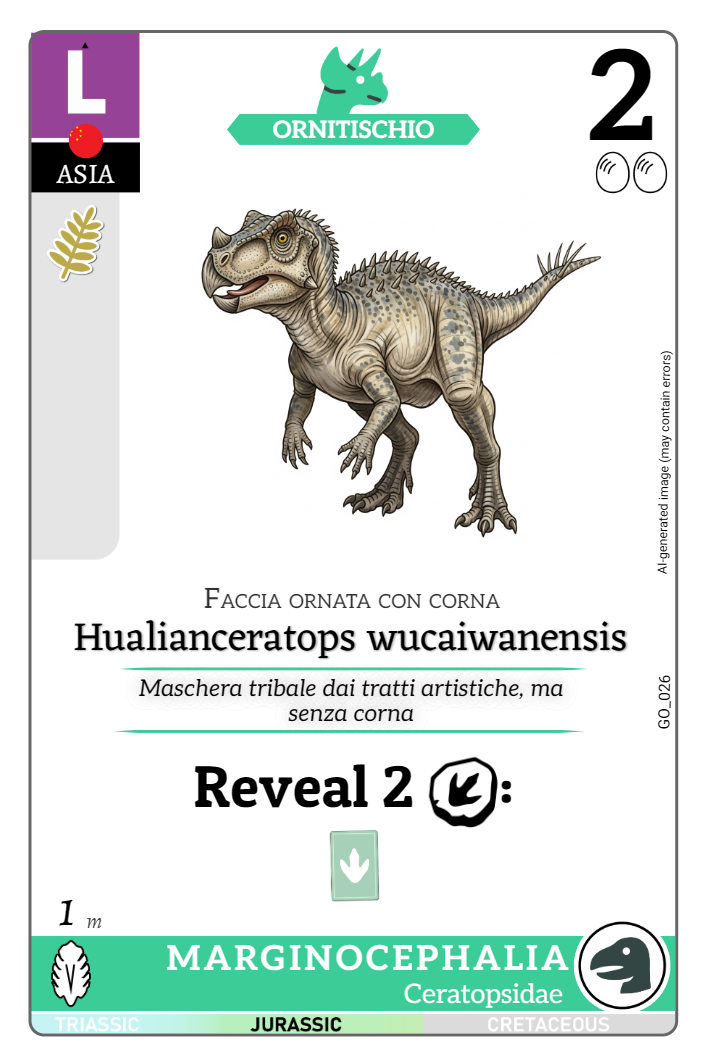 L
ORNITISCHIO
2
ASIA
AI-generated image (may contain errors)
Faccia ornata con corna
Hualianceratops wucaiwanensis
Maschera tribale dai tratti artistiche, ma
senza corna
GO_026
Reveal 2 :
1 m
MARGINOCEPHALIA
Ceratopsidae
TRIASSIC JURASSIC CRETACEOUS